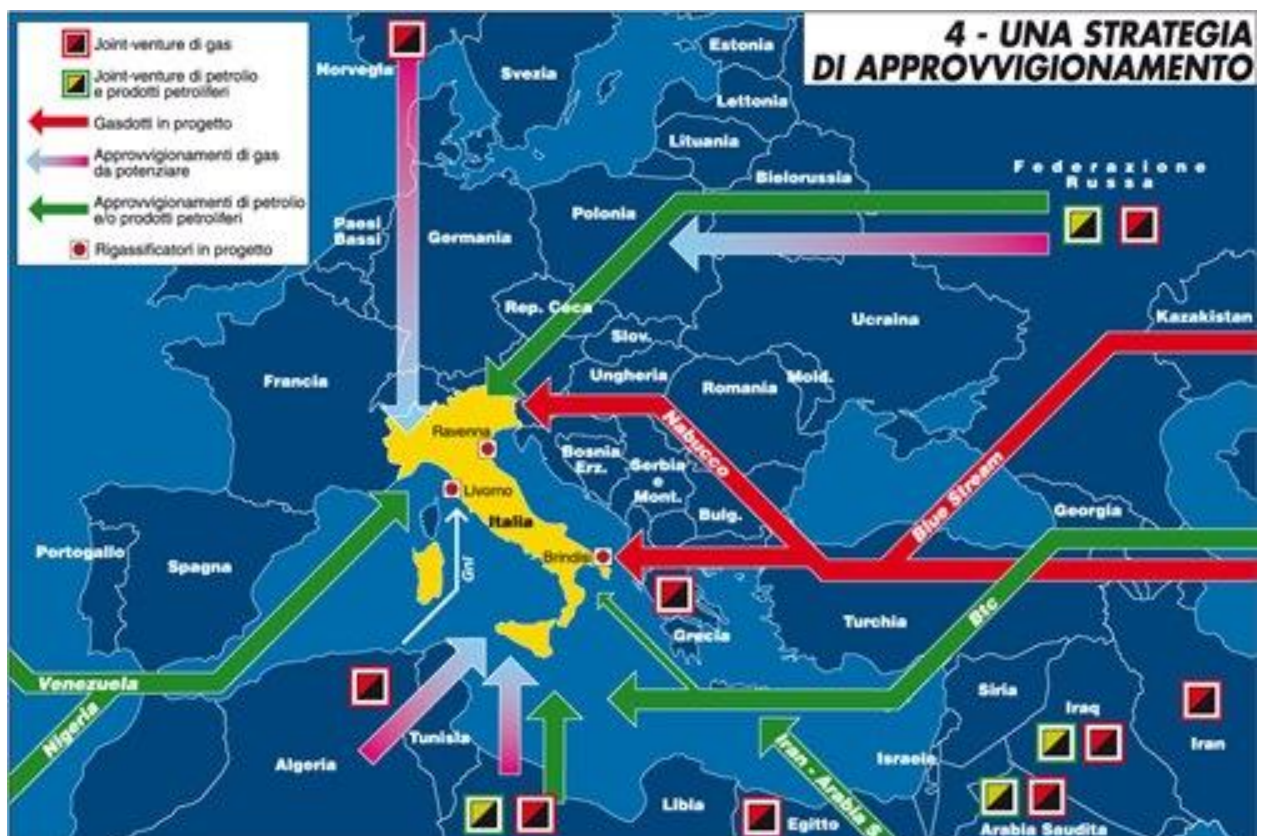 4 - UNA STRATEGIA
DI APPROVVIGIONAMENTO
Joint-venture di gas
Joint-venture di petrolio
e prodotti petroliferi
Gasdotti in progetto
Approvvigionamenti di gas
da potenziare
Approvvigionamenti di petrolio
e/o prodotti petroliferi
Rigassificatori in progetto
Norvegia
Svezia
Estonia
Lettonia
Lituania
Bielorussia
Federazione
Russa
Paesi
Bassi
Germania
Polonia
Rep. Ceca
Slov.
Ucraina
Kazakistan
Francia
Ungheria
Romania
Mold.
Ravenna
Nabucco
Bosnia
Erz.
Serbia
e
Mont.
Blue Stream
Livorno
Italia
Bulg.
Georgia
Portogallo
Spagna
Gnl
Brindisi
Grecia
Turchia
Btc
Venezuela
Nigeria
Algeria
Tunisia
Siria
Iraq
Iran
Israele
Iran - Arabia S
Libia
Egitto
Arabia Saudita